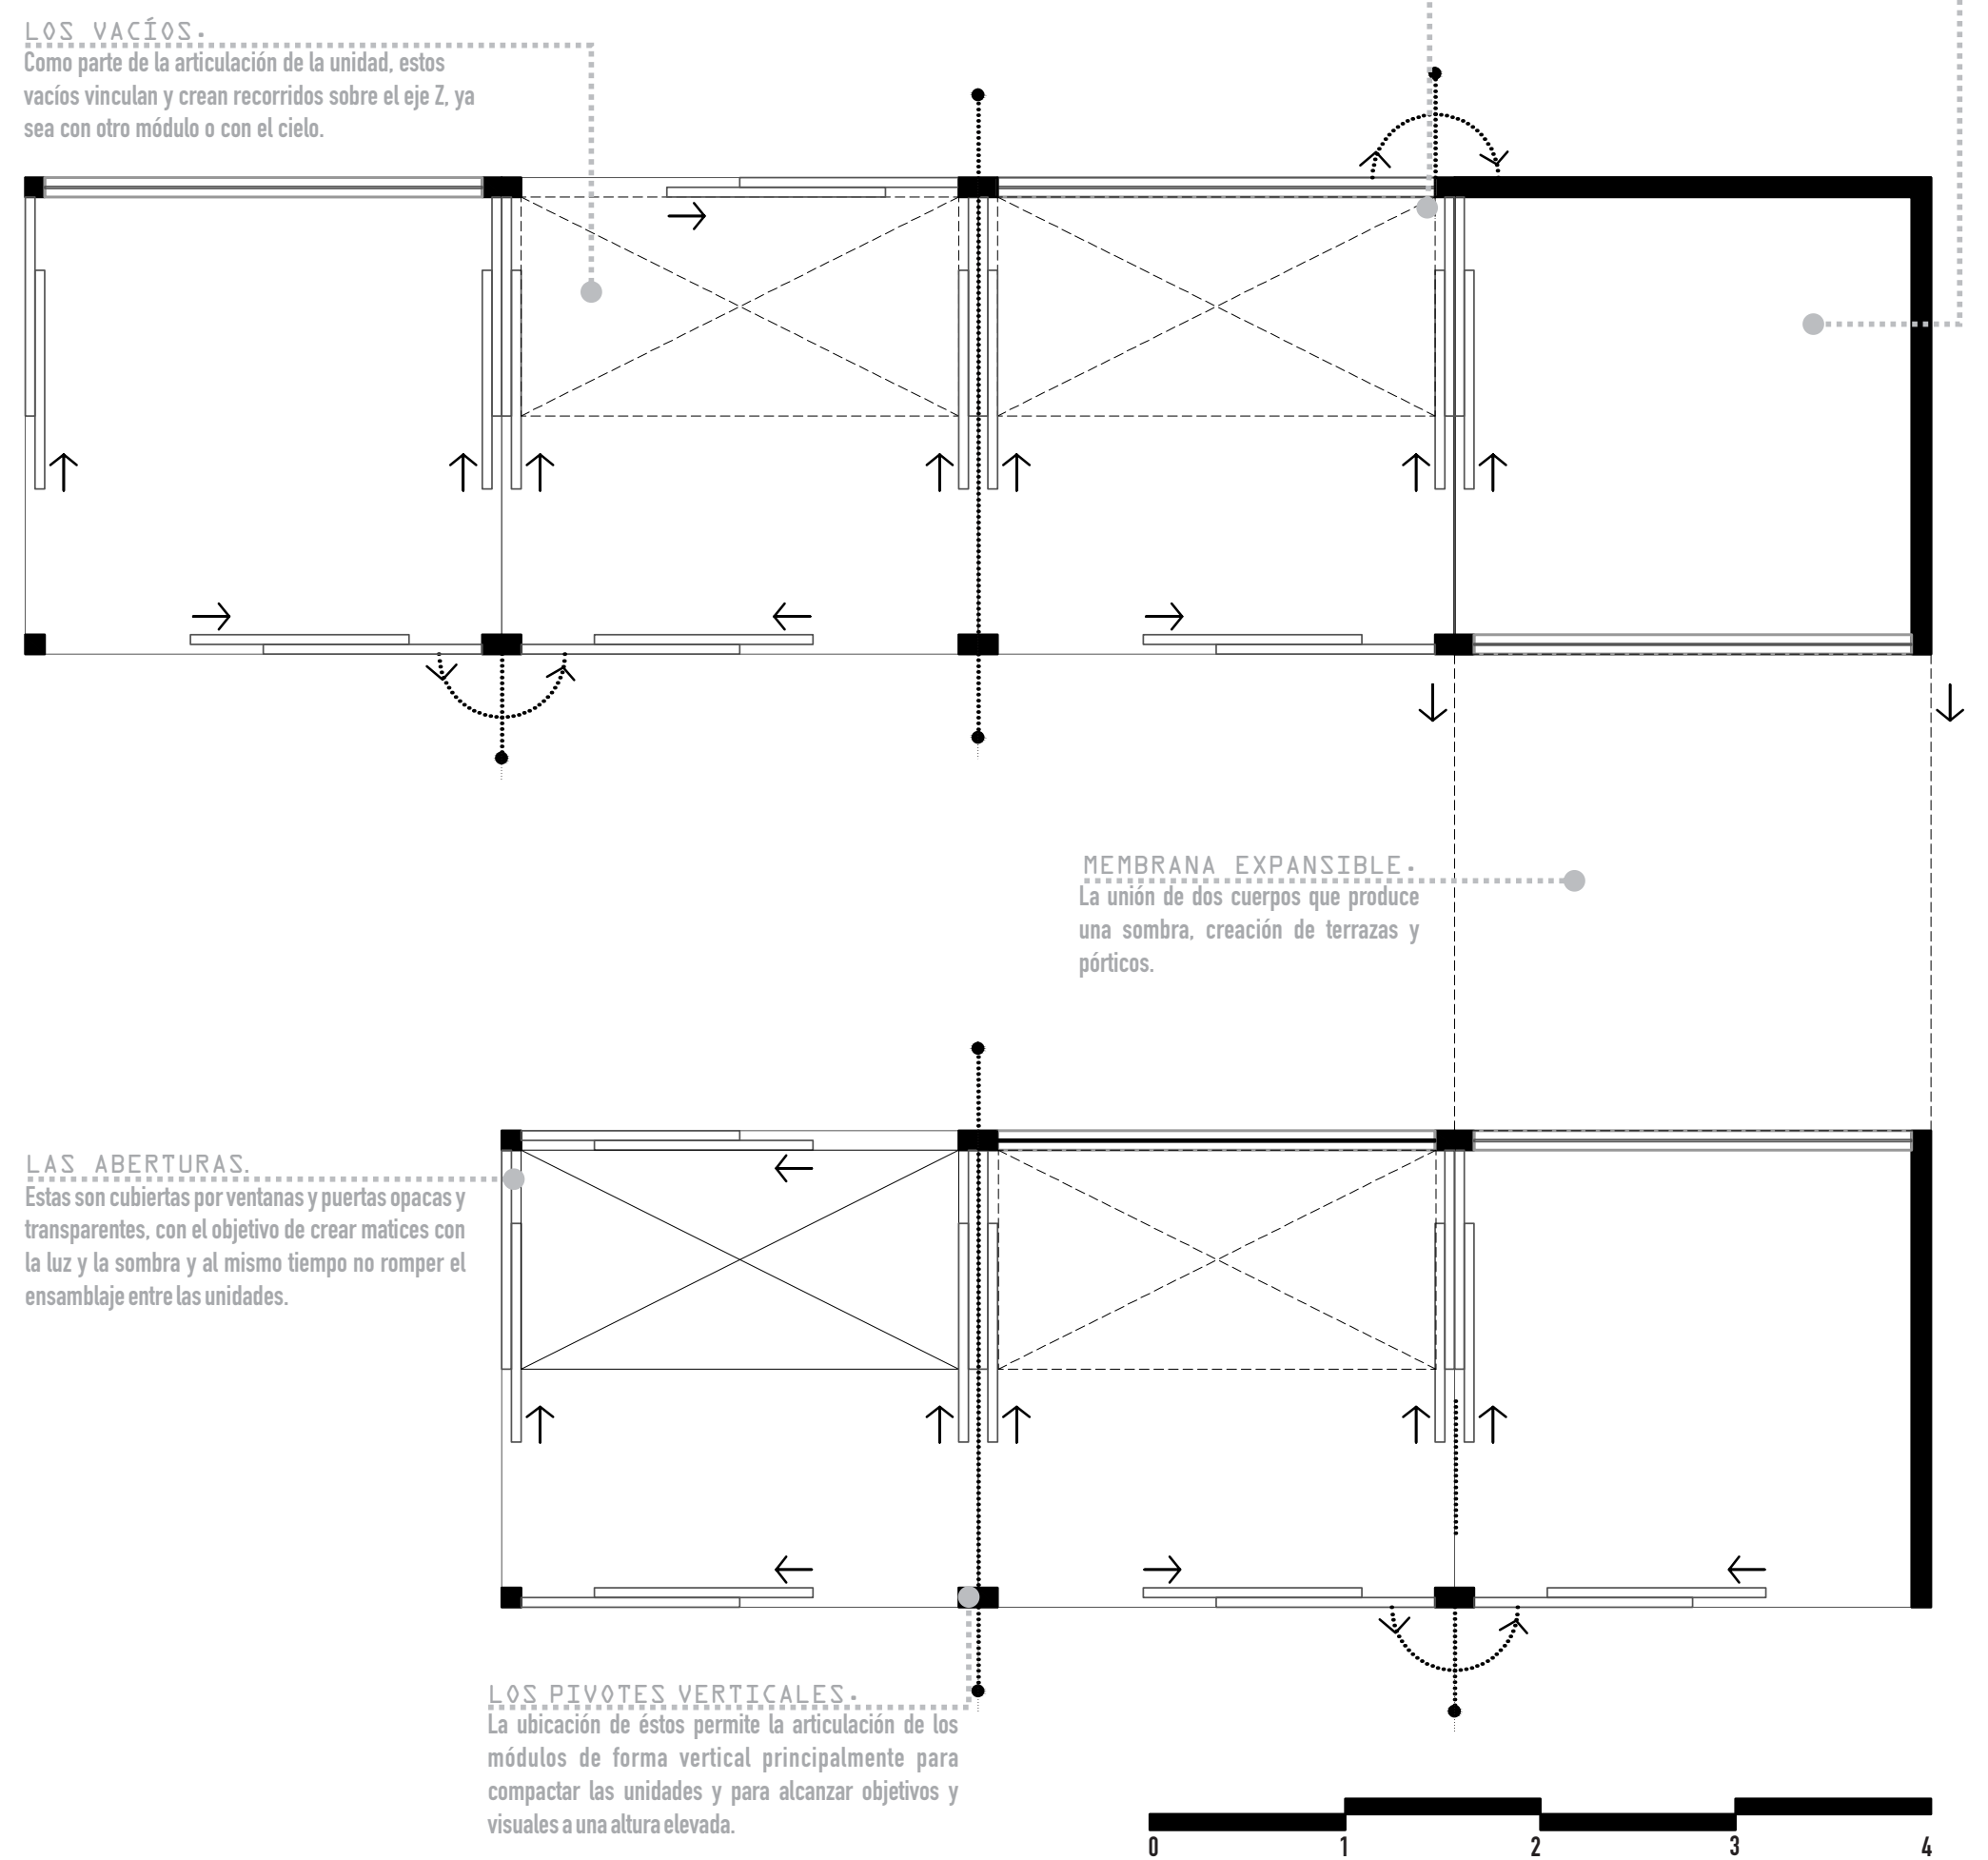 LOS VACÍOS.
Como parte de la articulación de la unidad, estos
vacíos vinculan y crean recorridos sobre el eje Z, ya
sea con otro módulo o con el cielo.
MEMBRANA EXPANSIBLE.
La unión de dos cuerpos que produce
una sombra, creación de terrazas y
pórticos.
LAS ABERTURAS.
Estas son cubiertas por ventanas y puertas opacas y
transparentes, con el objetivo de crear matices con
la luz y la sombra y al mismo tiempo no romper el
ensamblaje entre las unidades.
LOS PIVOTES VERTICALES.
La ubicación de éstos permite la articulación de los
módulos de forma vertical principalmente para
compactar las unidades y para alcanzar objetivos y
visuales a una altura elevada.
0 1 2 3 4